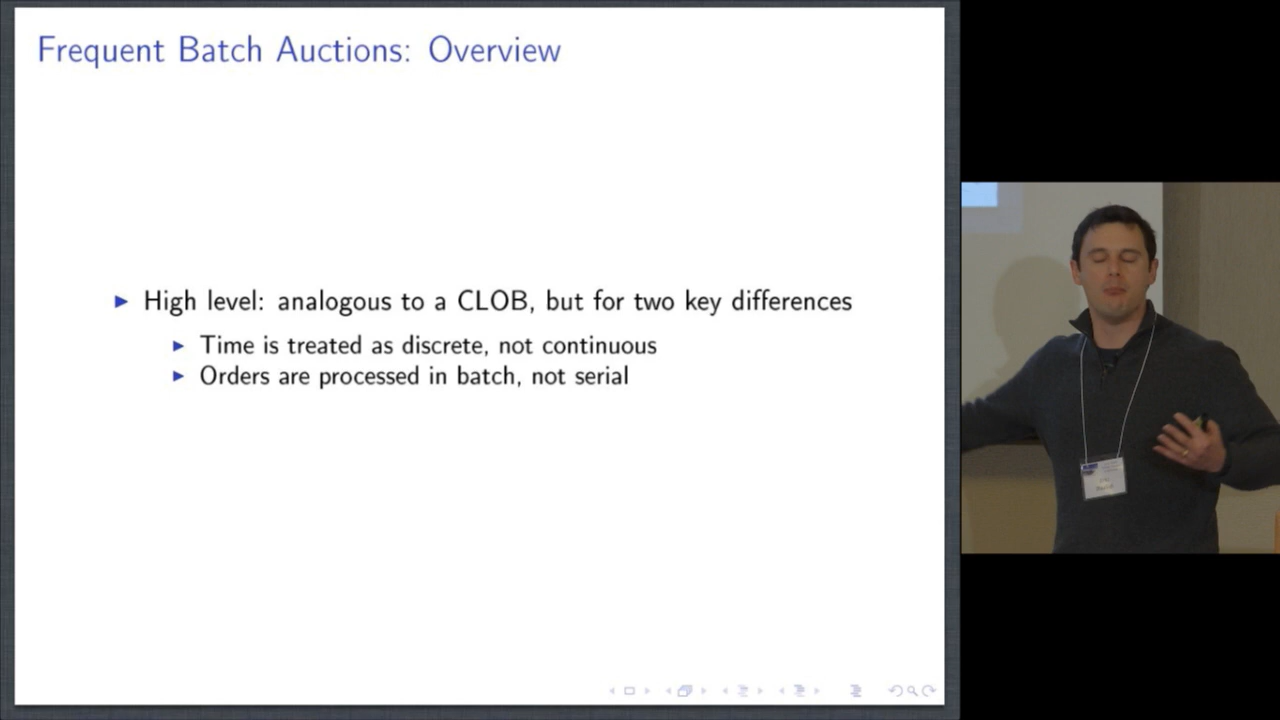 Frequent Batch Auctions: Overview
High level: analogous to a CLOB, but for two key differences
Time is treated as discrete, not continuous
Orders are processed in batch, not serial